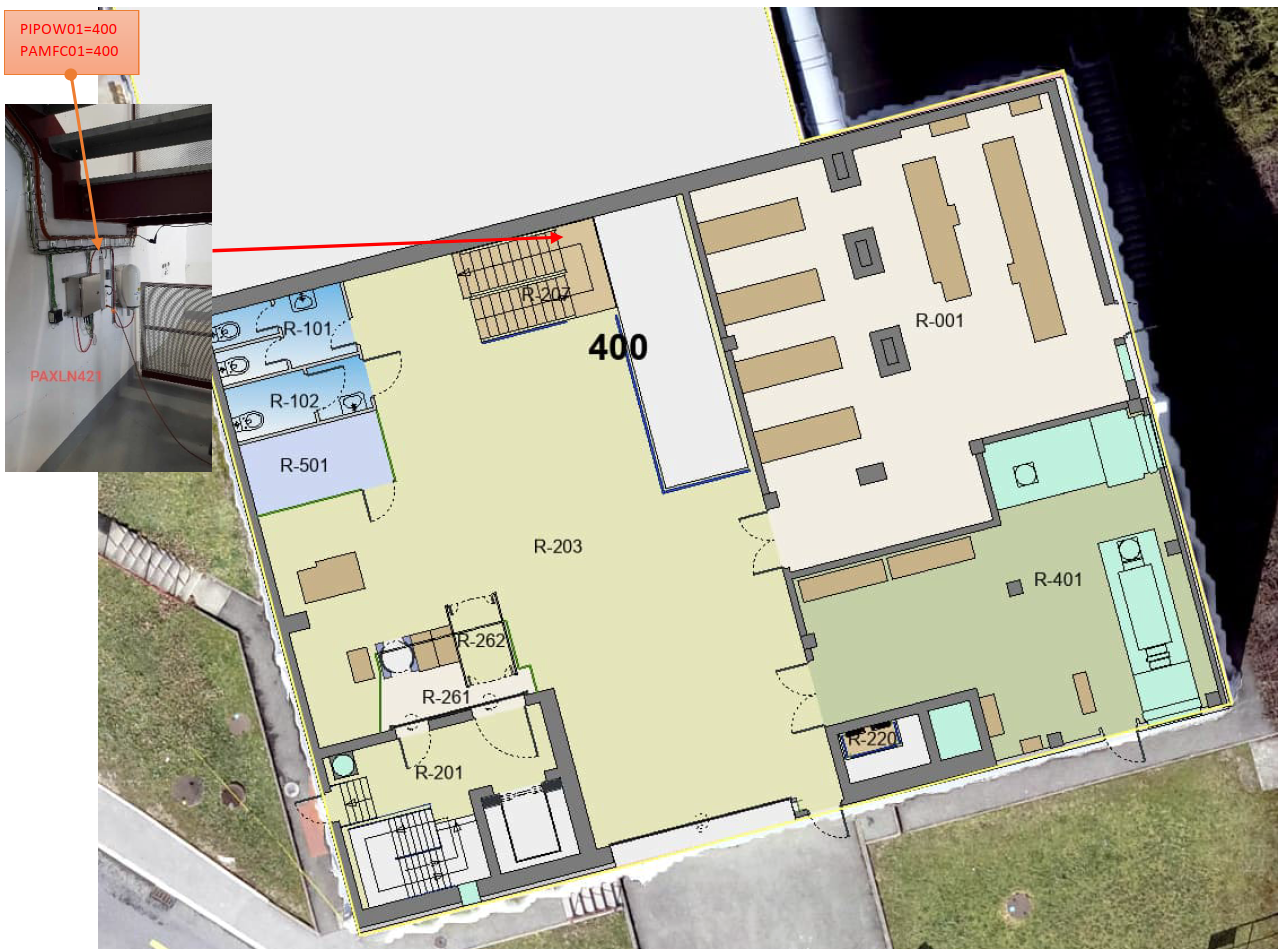 PIPOW01=400
PAMFC01=400
PAXLN421
R-207
400
R-001
R-101
R-102
R-501
R-203
R-401
R-262
R-261
R-220
R-201